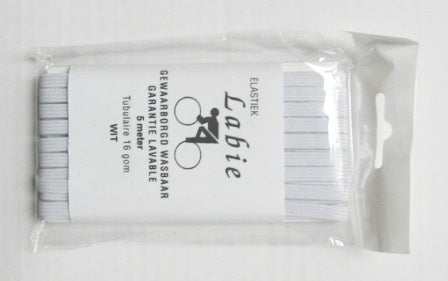 ELASTIEK
Labie
GEWAARBORGD WASBAAR
GARANTIE LAVABLE
5 meter
Tubulaire 16 gom
WIT